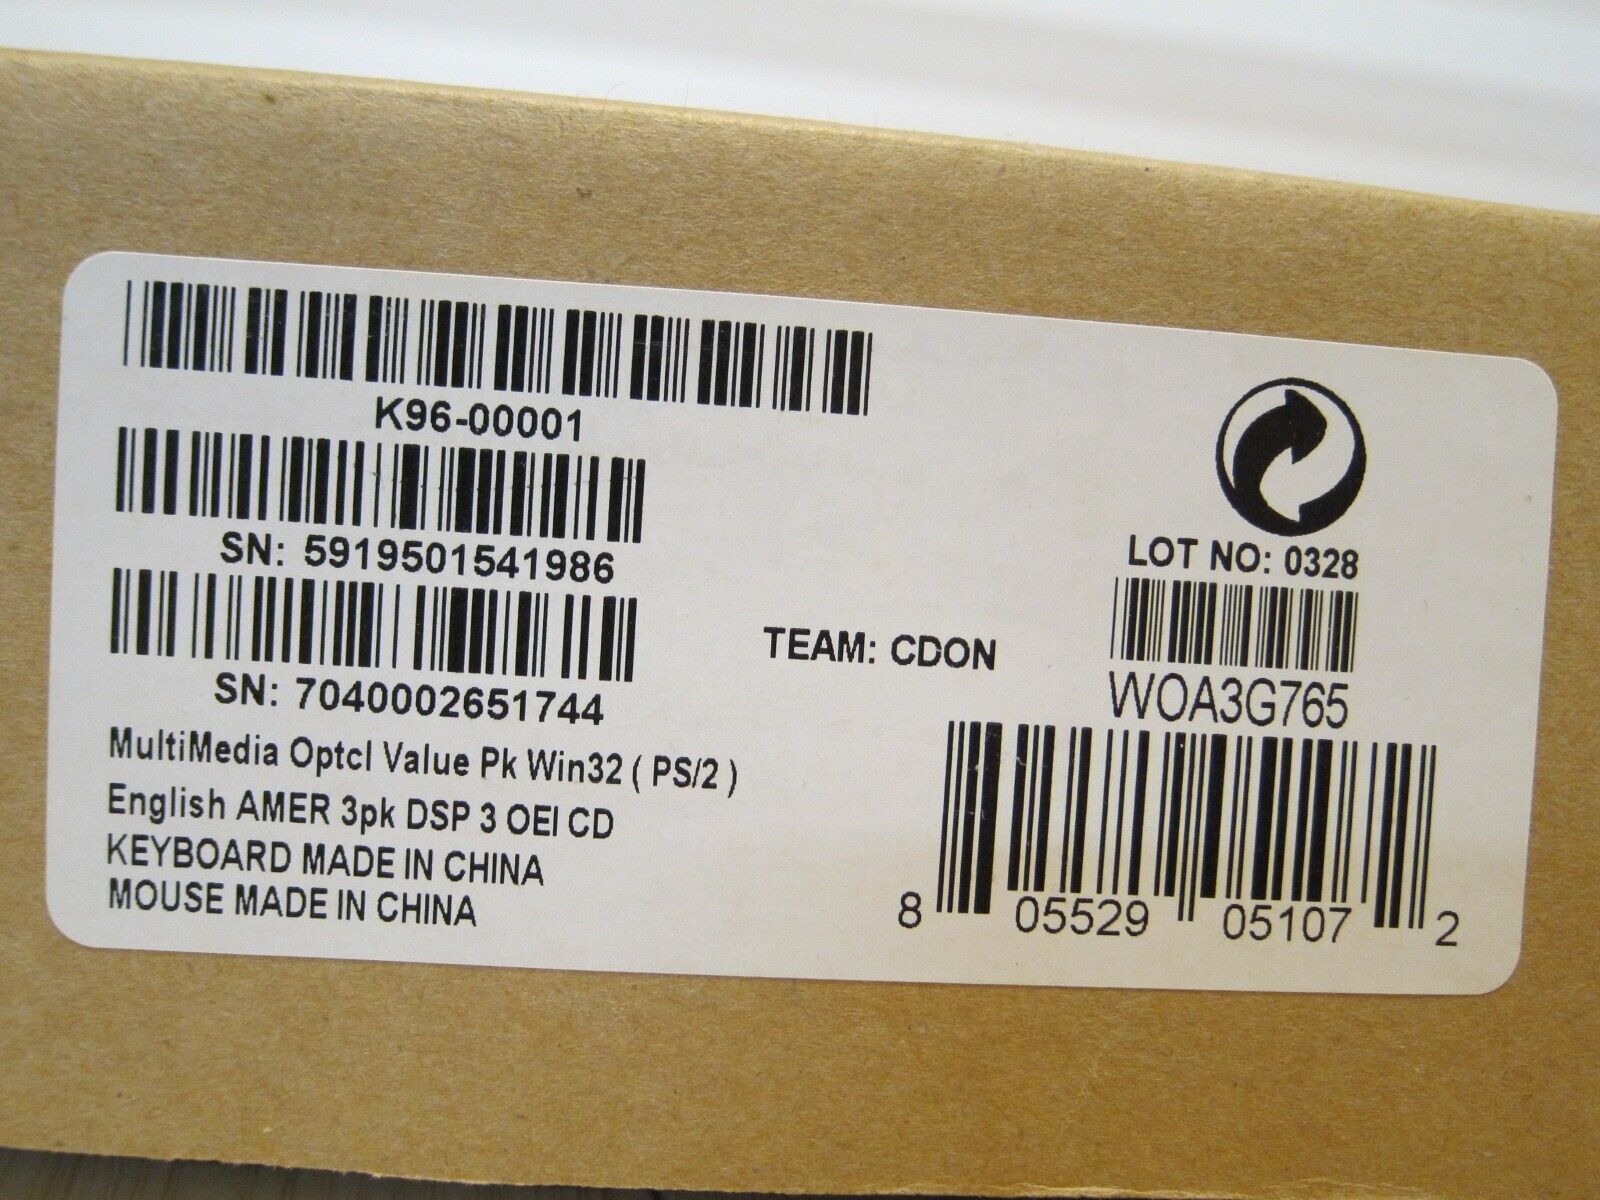 K96-00001
SN: 5919501541986
SN: 7040002651744
MultiMedia Optcl Value Pk Win32 ( PS/2 )
English AMER 3pk DSP 3 OEI CD
KEYBOARD MADE IN CHINA
MOUSE MADE IN CHINA
TEAM: CDON
LOT NO: 0328
WOA3G765
8 05529 05107 2